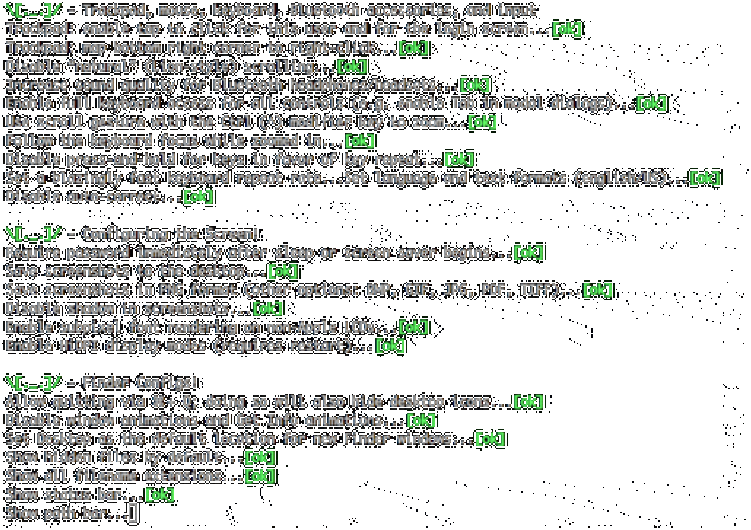 \[._.]/ - Trackpad, mouse, keyboard, Bluetooth accessories, and input
Trackpad: enable tap to click for this user and for the login screen...[ok]
Trackpad: map bottom right corner to right-click...[ok]
Disable "natural" (Lion-style) scrolling...[ok]
Increase sound quality for Bluetooth headphones/headsets...[ok]
Enable full keyboard access for all controls (e.g. enable Tab in modal dialogs)...[ok]
Use scroll gesture with the Ctrl (^) modifier key to zoom...[ok]
Follow the keyboard focus while zoomed in...[ok]
Disable press-and-hold for keys in favor of key repeat...[ok]
Set a blazingly fast keyboard repeat rate...Set language and text formats (english/US)...[ok]
Disable auto-correct...[ok]
\[._.]/ - Configuring the Screen
Require password immediately after sleep or screen saver begins...[ok]
Save screenshots to the desktop...[ok]
Save screenshots in PNG format (other options: BMP, GIF, JPG, PDF, TIFF)...[ok]
Disable shadow in screenshots...[ok]
Enable subpixel font rendering on non-Apple LCDs...[ok]
Enable HiDPI display modes (requires restart)...[ok]
\[._.]/ - Finder Configs
Allow quitting via ⌘ + Q; doing so will also hide desktop icons...[ok]
Disable window animations and Get Info animations...[ok]
Set Desktop as the default location for new Finder windows...[ok]
Show hidden files by default...[ok]
Show all filename extensions...[ok]
Show status bar...[ok]
Show path bar...